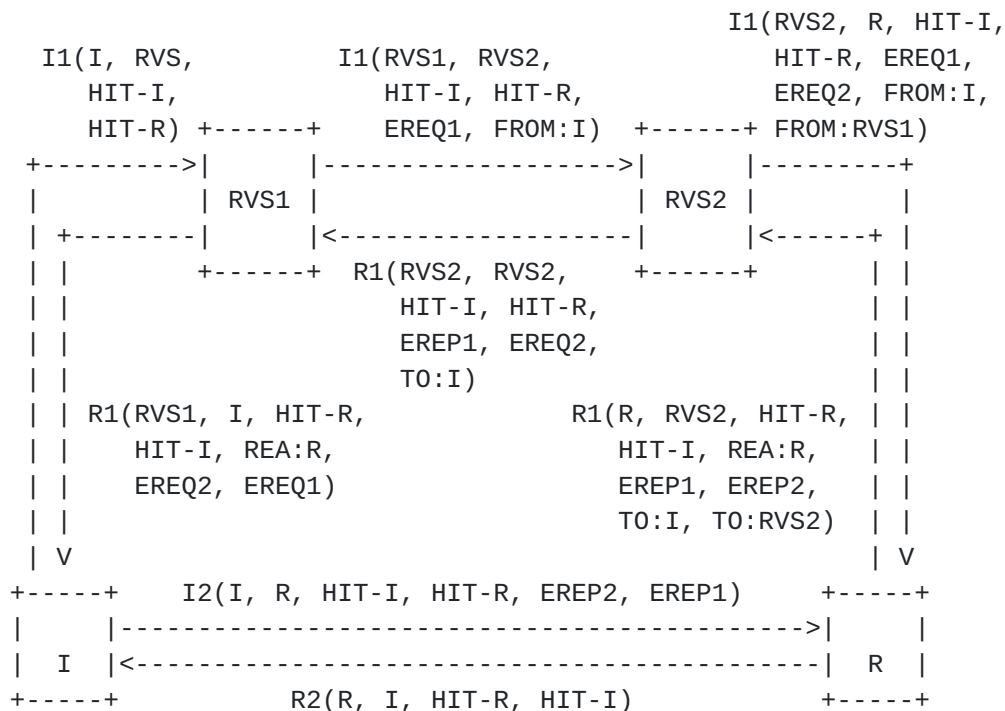 I1(RVS2, R, HIT-I,
  I1(I, RVS,          I1(RVS1, RVS2,             HIT-R, EREQ1,
     HIT-I,              HIT-I, HIT-R,           EREQ2, FROM:I,
     HIT-R) +------+    EREQ1, FROM:I)  +------+ FROM:RVS1)
 +--------->|      |------------------->|      |---------+
 |          | RVS1 |                    | RVS2 |         |
 | +--------|      |<-------------------|      |<------+ |
 | |        +------+  R1(RVS2, RVS2,    +------+       | |
 | |                     HIT-I, HIT-R,                 | |
 | |                     EREP1, EREQ2,                 | |
 | |                     TO:I)                         | |
 | | R1(RVS1, I, HIT-R,             R1(R, RVS2, HIT-R, | |
 | |    HIT-I, REA:R,                  HIT-I, REA:R,   | |
 | |    EREQ2, EREQ1)                  EREP1, EREP2,   | |
 | |                                   TO:I, TO:RVS2)  | |
 | V                                                   | V
+-----+    I2(I, R, HIT-I, HIT-R, EREP2, EREP1)     +-----+
|     |-------------------------------------------->|     |
|  I  |<--------------------------------------------|  R  |
+-----+           R2(R, I, HIT-R, HIT-I)            +-----+